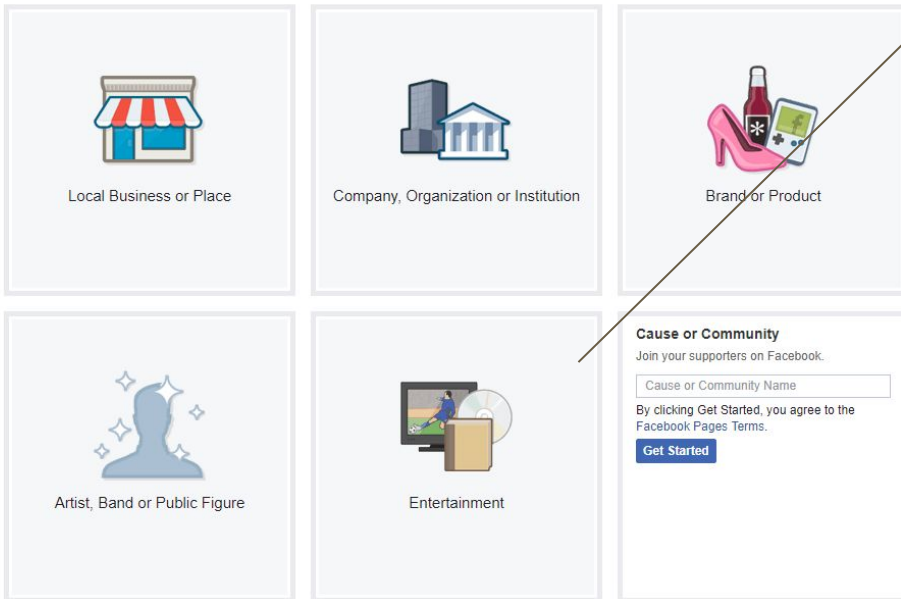 Local Business or Place
Company, Organization or Institution
Brand or Product
Artist, Band or Public Figure
Entertainment
Cause or Community
Join your supporters on Facebook.
Cause or Community Name
By clicking Get Started, you agree to the
Facebook Pages Terms.
Get Started